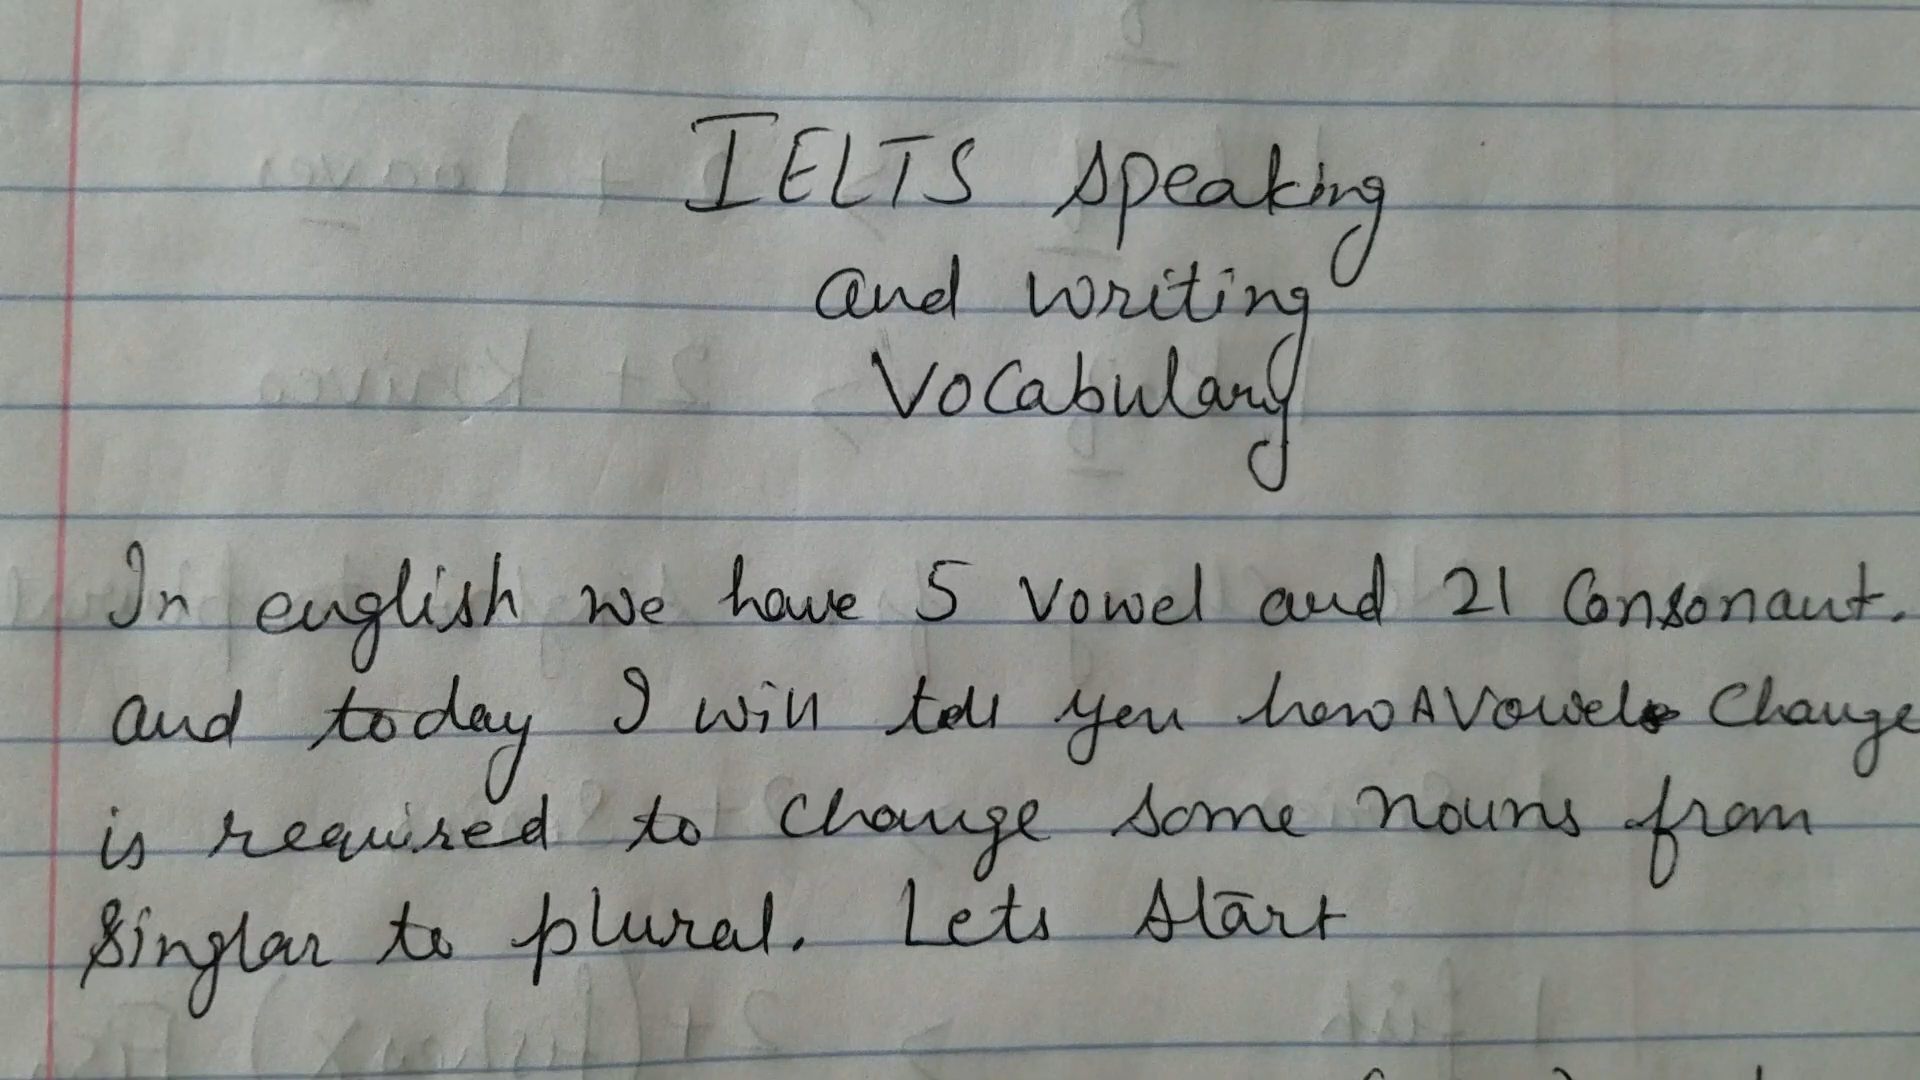 IELTS speaking
and writing
Vocabulary
In english we have 5 vowel and 21 Consonant.
and today I will tell you how A Vowel Change
is required to change some nouns from
Singlar to plural. Lets start